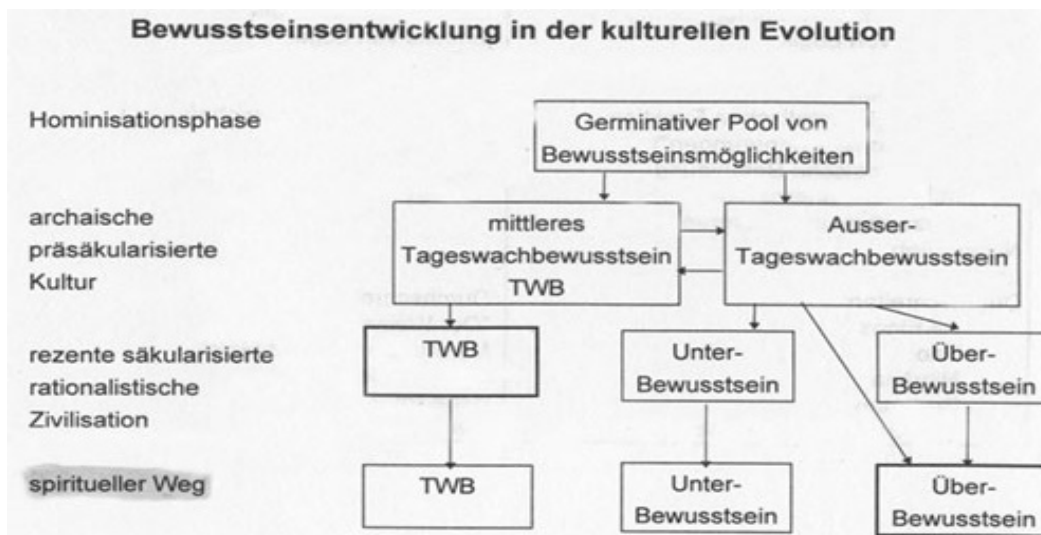 Bewusstseinsentwicklung in der kulturellen Evolution
Hominisationsphase
Germinativer Pool von
Bewusstseinsmöglichkeiten
archaische
präsäkularisierte
Kultur
mittleres
Tageswachbewusstsein
TWB
Ausser-
Tageswachbewusstsein
rezente säkularisierte
rationalistische
Zivilisation
TWB
Unter-
Bewusstsein
Über-
Bewusstsein
spiritueller Weg
TWB
Unter-
Bewusstsein
Über-
Bewusstsein